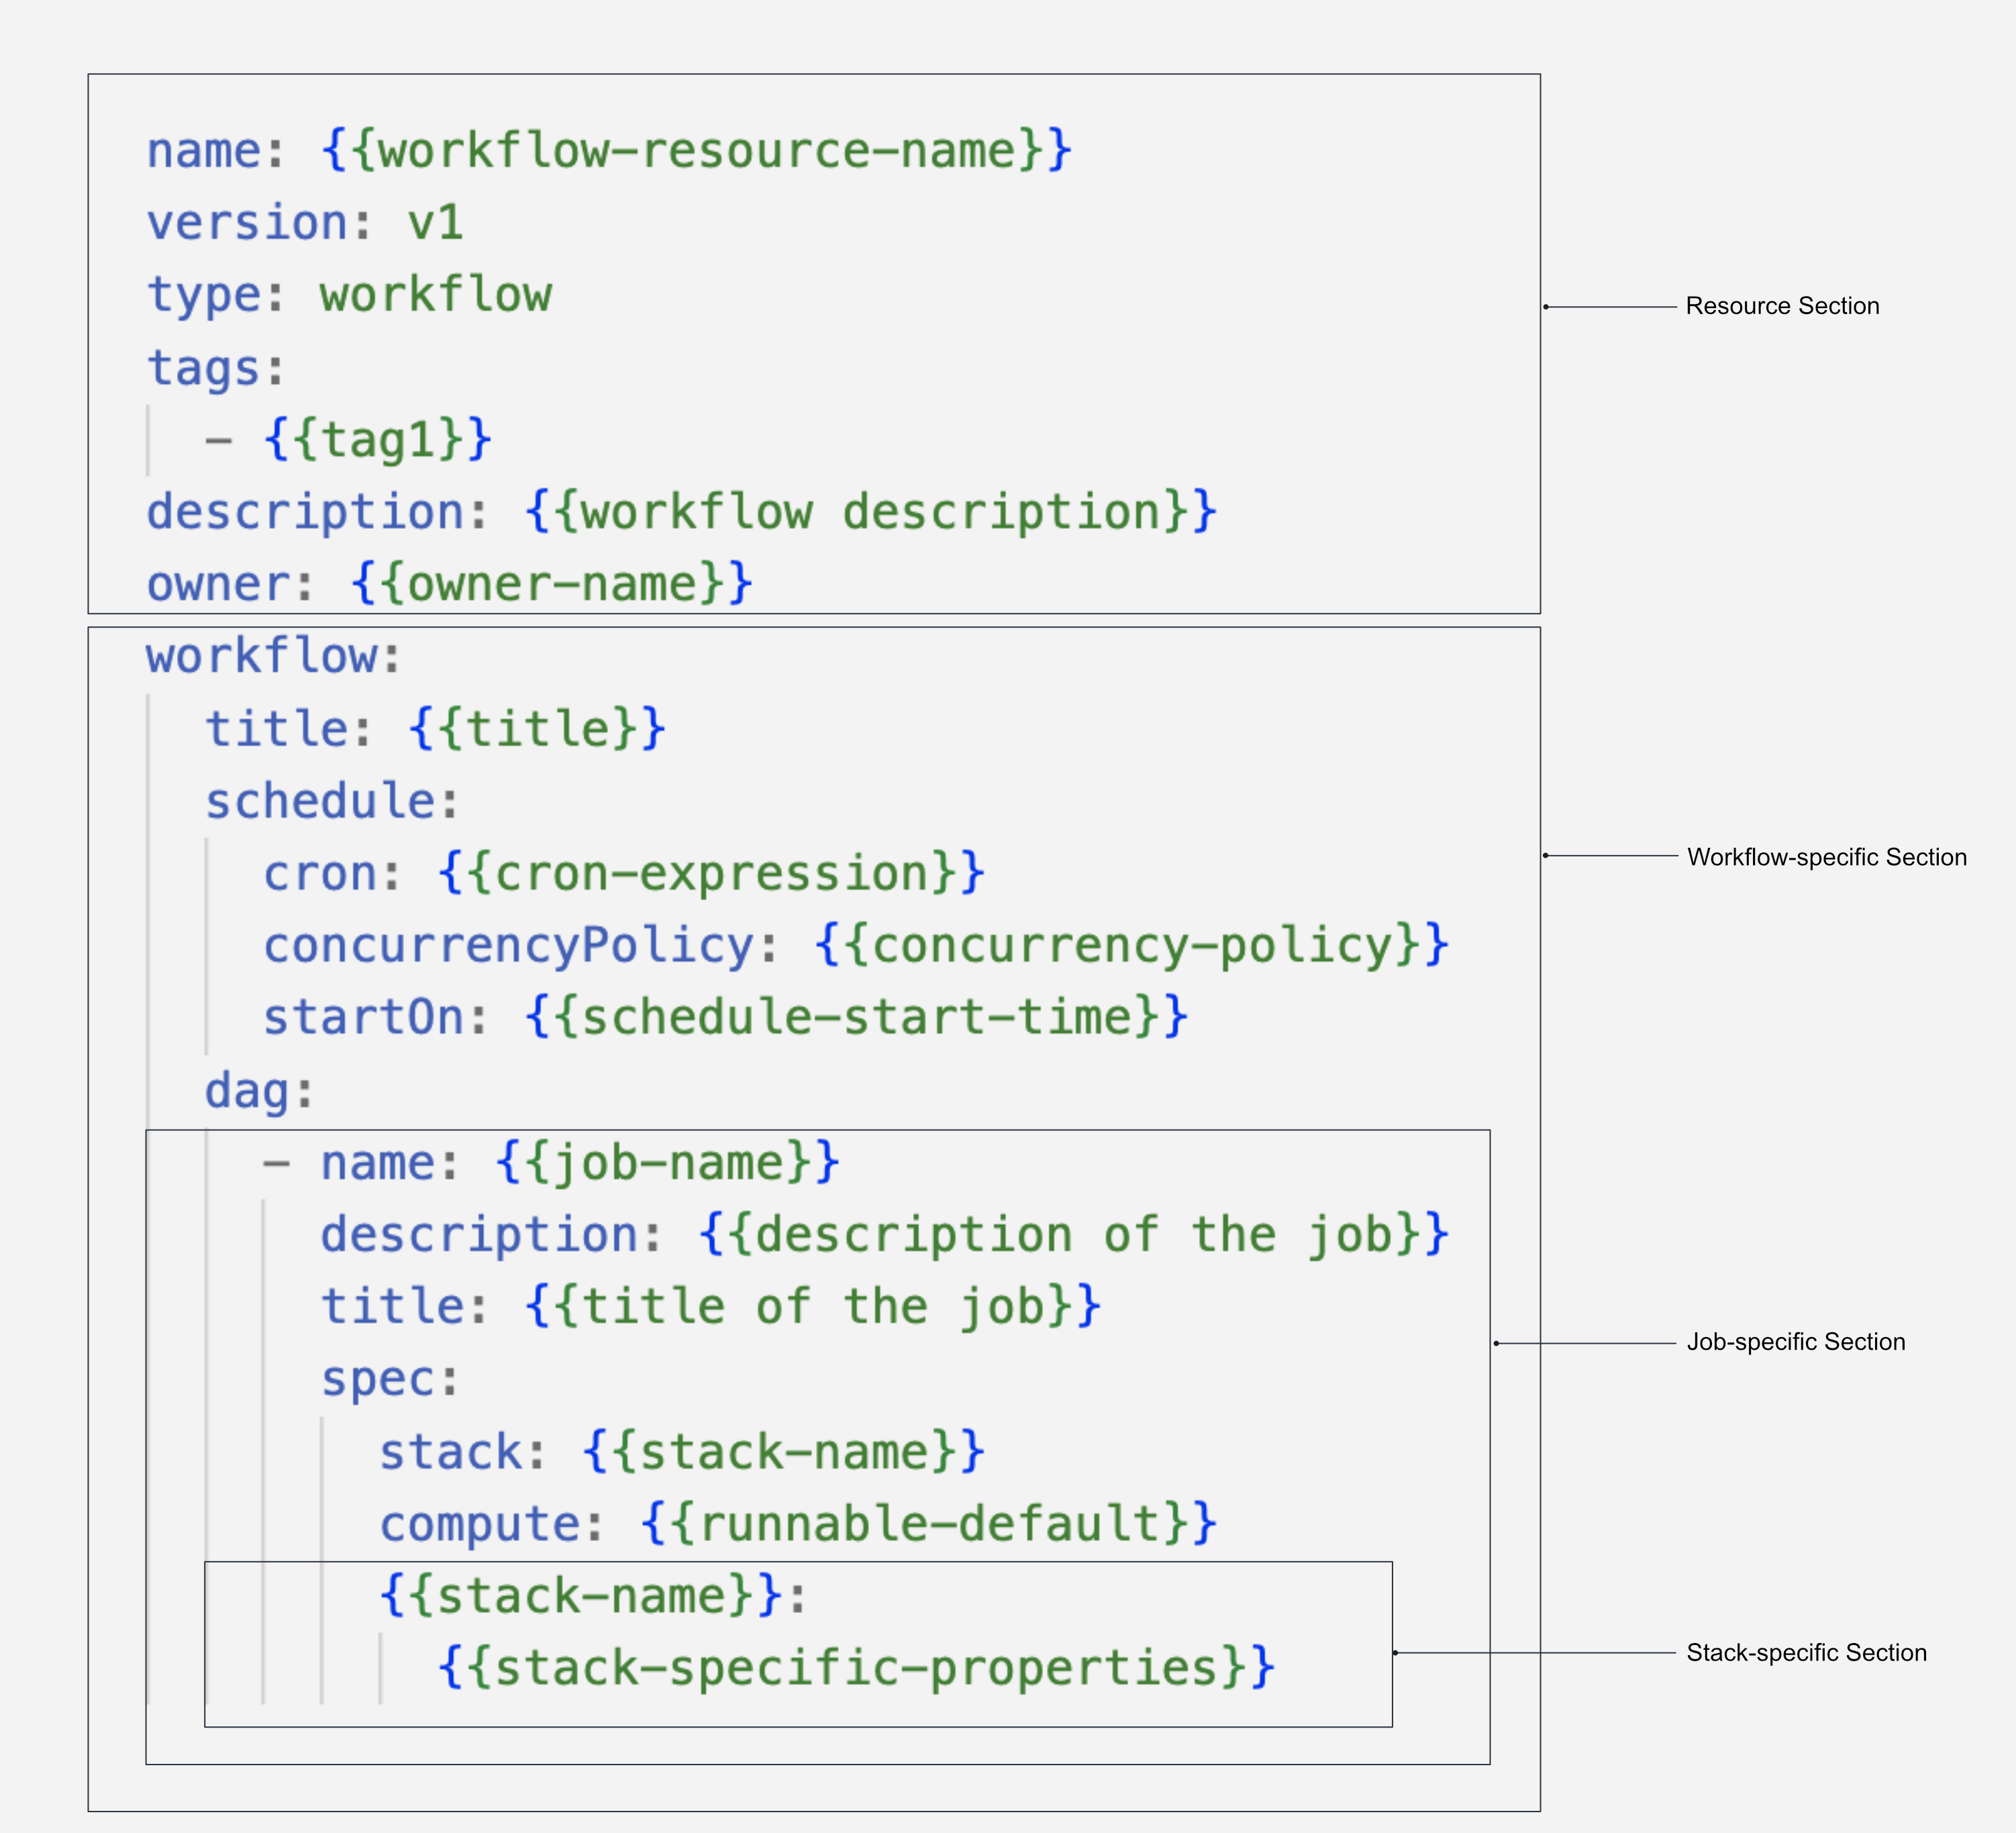 name: {{workflow-resource-name}}
version: v1
type: workflow
tags:
  - {{tag1}}
description: {{workflow description}}
owner: {{owner-name}}
Resource Section
workflow:
  title: {{title}}
  schedule:
    cron: {{cron-expression}}
    concurrencyPolicy: {{concurrency-policy}}
    startOn: {{schedule-start-time}}
  dag:
Workflow-specific Section
    - name: {{job-name}}
      description: {{description of the job}}
      title: {{title of the job}}
      spec:
        stack: {{stack-name}}
        compute: {{runnable-default}}
Job-specific Section
        {{stack-name}}:
          {{stack-specific-properties}}
Stack-specific Section